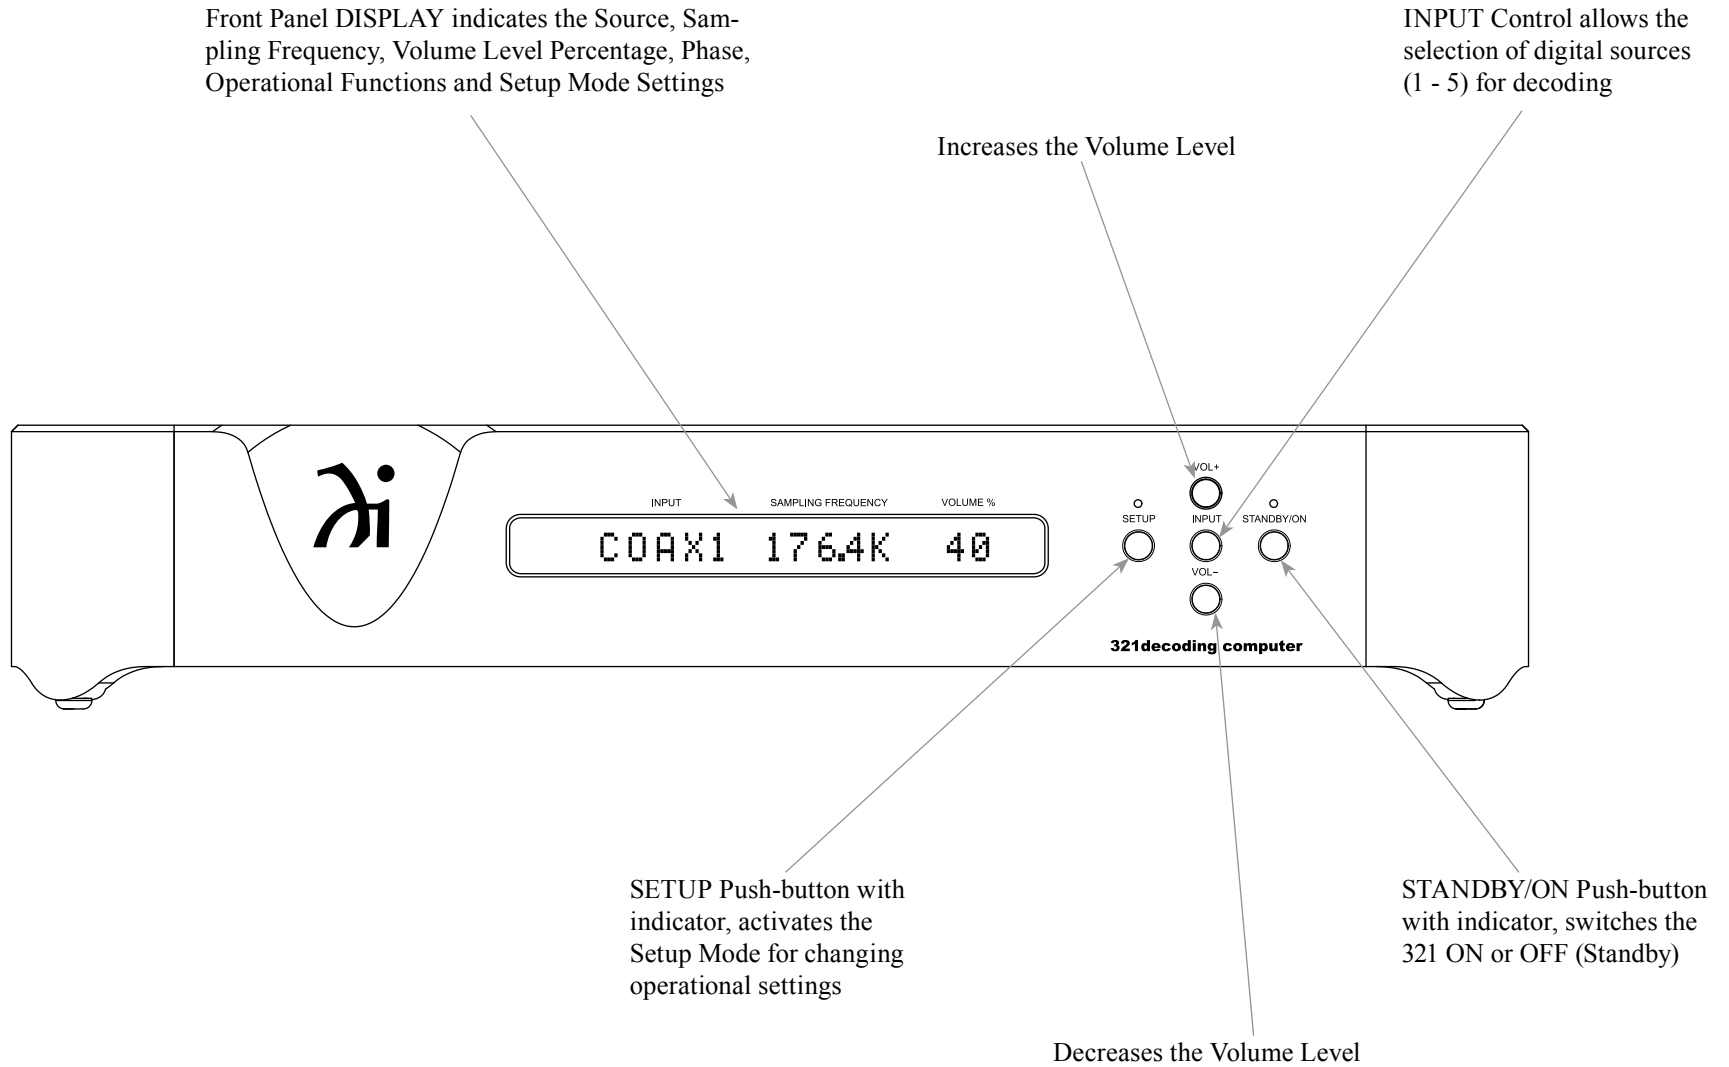 Front Panel DISPLAY indicates the Source, Sam-
pling Frequency, Volume Level Percentage, Phase,
Operational Functions and Setup Mode Settings
INPUT Control allows the
selection of digital sources
(1 - 5) for decoding
Increases the Volume Level
INPUT
SAMPLING FREQUENCY
VOLUME %
COAX1 176.4K 40
VOL+
SETUP
INPUT
STANDBY/ON
VOL–
321decoding computer
SETUP Push-button with
indicator, activates the
Setup Mode for changing
operational settings
STANDBY/ON Push-button
with indicator, switches the
321 ON or OFF (Standby)
Decreases the Volume Level